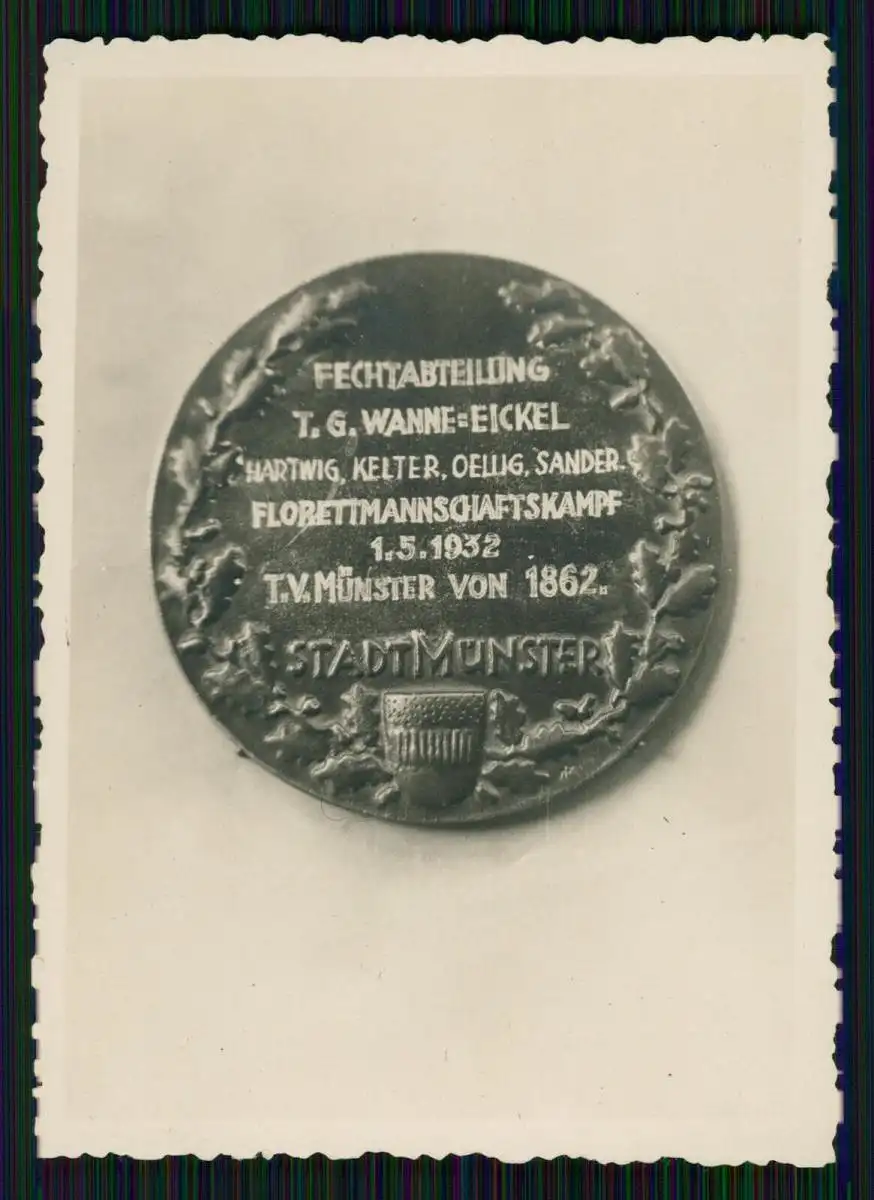 FECHTABTEILUNG
T. G. WANNE=EICKEL
HARTWIG, KELTER, OELLIG, SANDER.
FLORETTMANNSCHAFTSKAMPF
1.5.1932
T.V. MÜNSTER VON 1862.
STADT MÜNSTER